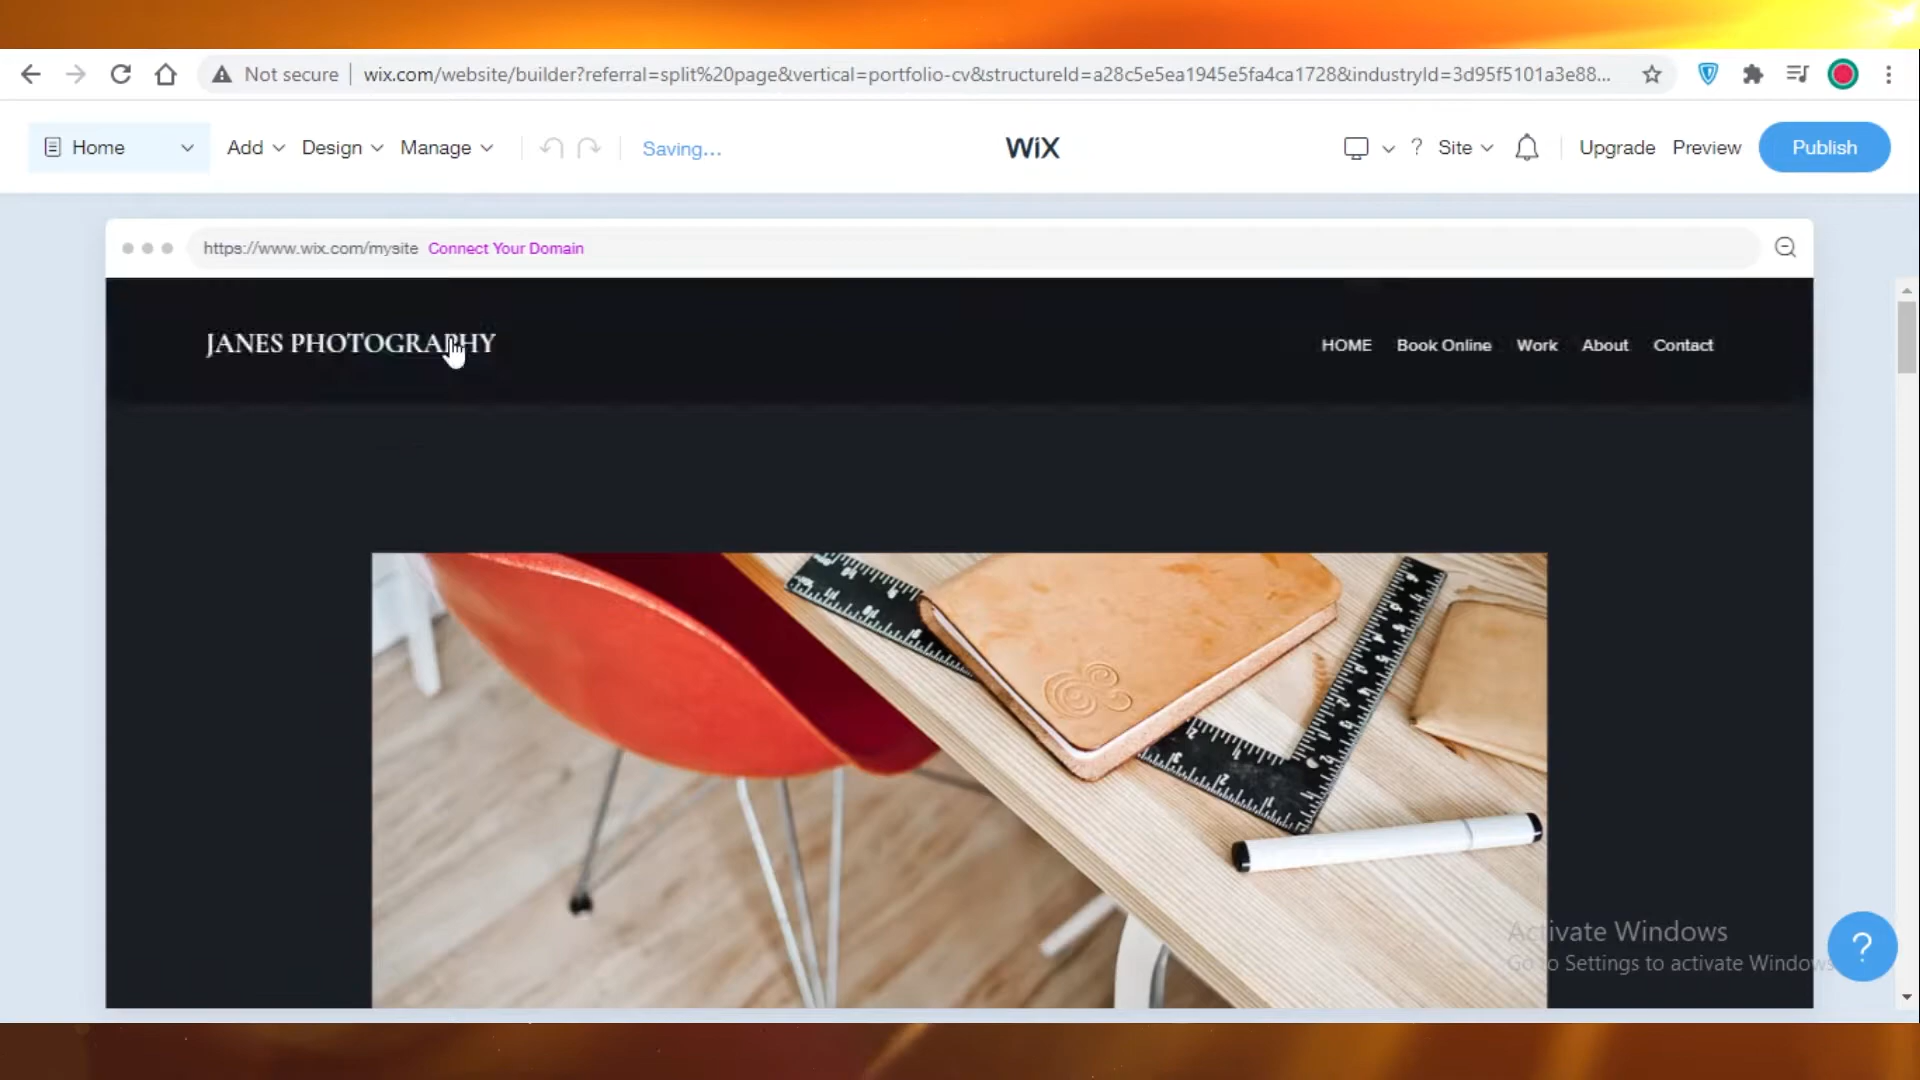 Not secure wix.com/website/builder?referral=split%20page&vertical=portfolio-cv&structureId=a28c5e5ea1945e5fa4ca1728&industryId=3d95f5101a3e88...
Home Add Design Manage Saving... WiX ? Site Upgrade Preview Publish
https://www.wix.com/mysite Connect Your Domain
JANES PHOTOGRAPHY HOME Book Online Work About Contact
Activate Windows
Go to Settings to activate Windows
?